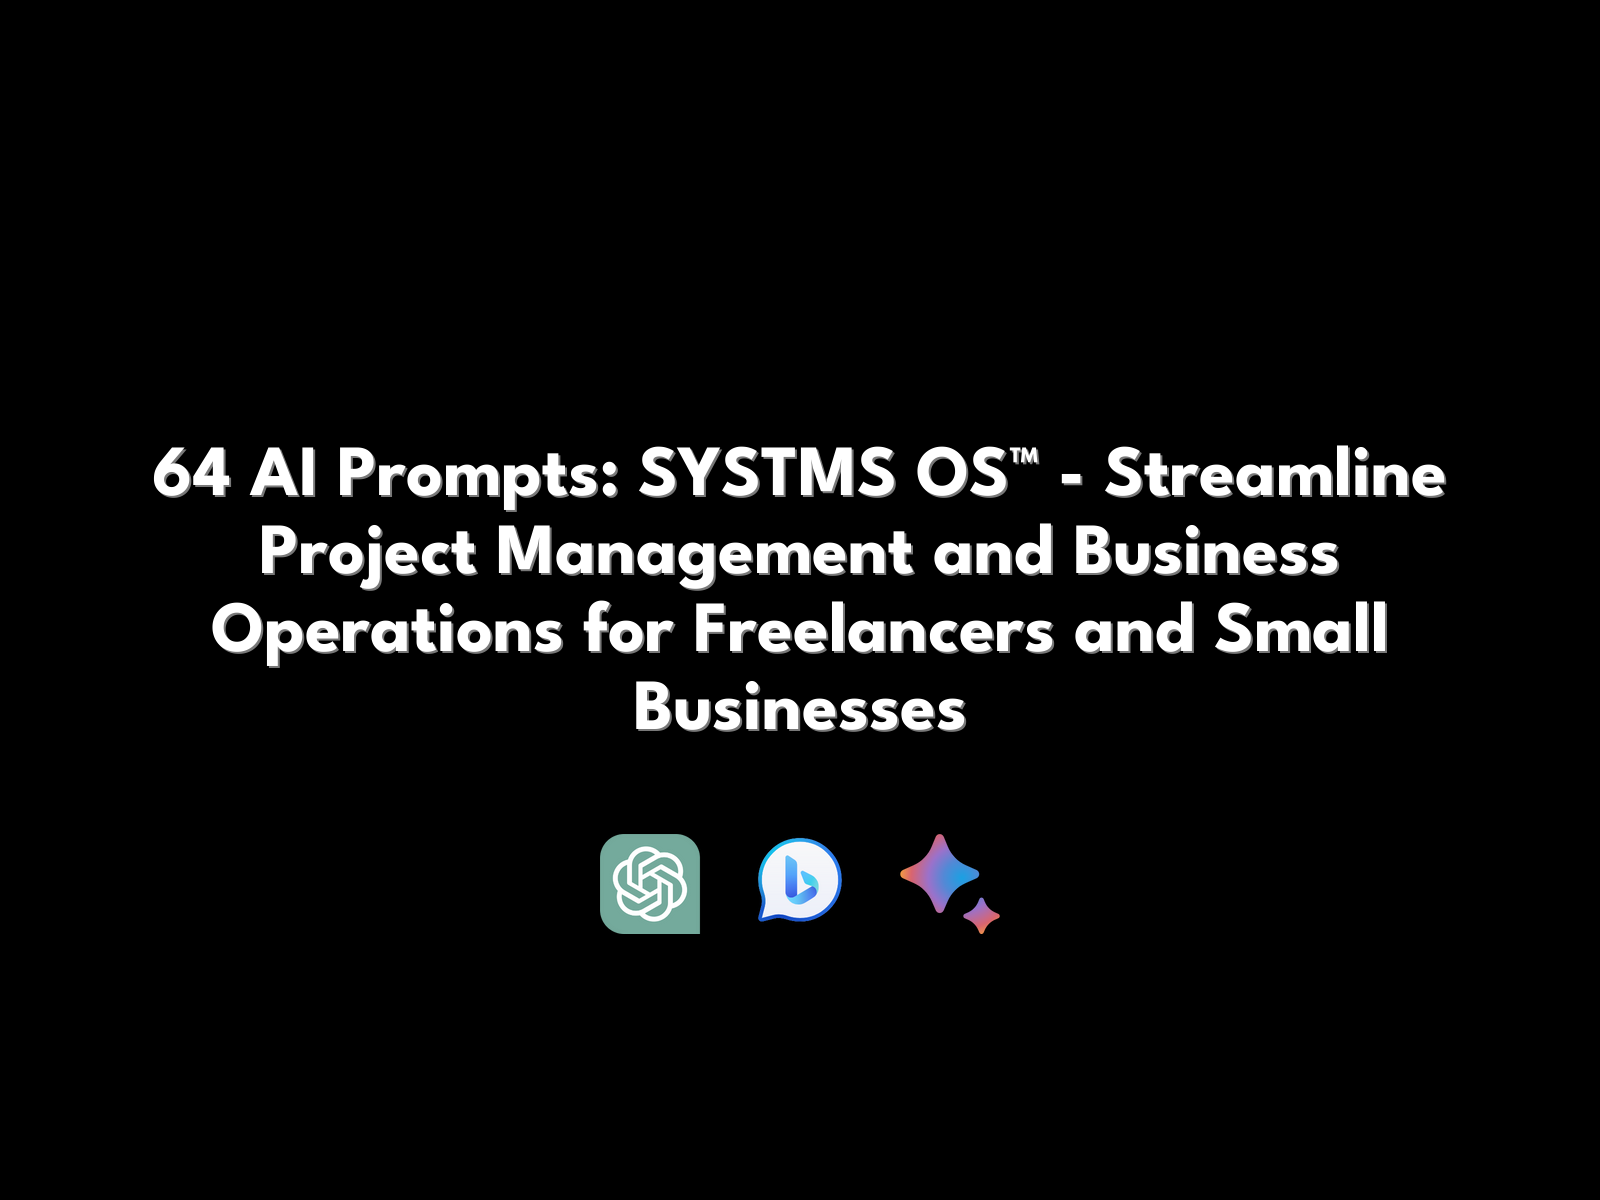 64 AI Prompts: SYSTMS OS™ - Streamline
Project Management and Business
Operations for Freelancers and Small
Businesses